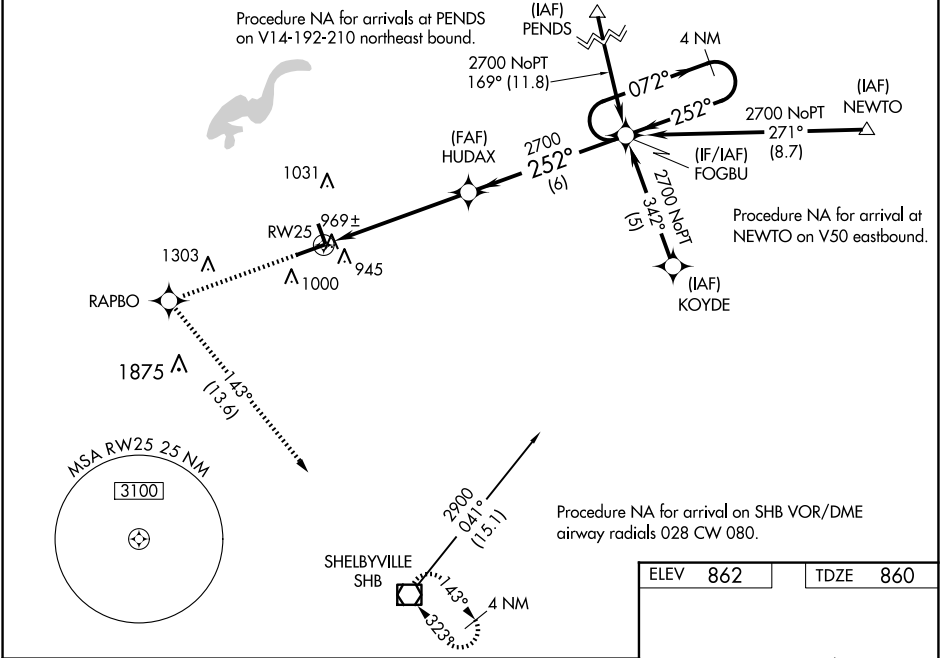 Procedure NA for arrivals at PENDS
on V14-192-210 northeast bound.
(IAF)
PENDS
2700 NoPT
169° (11.8)
4 NM
072°
252°
(IAF)
NEWTO
2700 NoPT
271°
(8.7)
(IF/IAF)
FOGBU
(FAF)
HUDAX
2700
252°
(6)
2700 NoPT
342°
(5)
Procedure NA for arrival at
NEWTO on V50 eastbound.
(IAF)
KOYDE
1031
969±
RW25
945
1303
1000
RAPBO
1875
143°
(13.6)
MSA RW25 25 NM
3100
2900
041°
(15.1)
Procedure NA for arrival on SHB VOR/DME
airway radials 028 CW 080.
SHELBYVILLE
SHB
143°
4 NM
323°
ELEV 862
TDZE 860